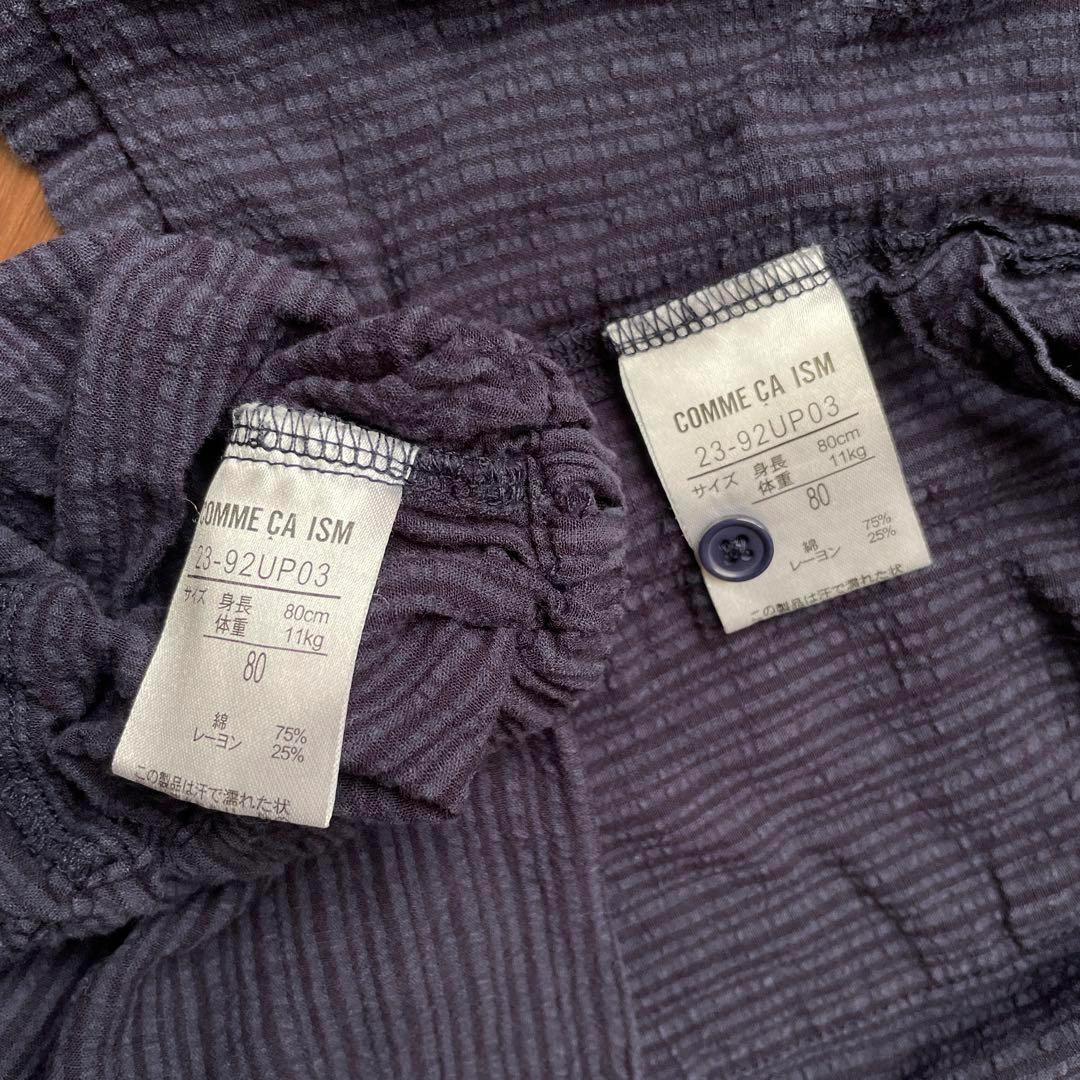 COMME ÇA ISM
23-92UP03
サイズ 身長 80cm
体重 11kg
80
綿 75%
レーヨン 25%
この製品は汗で濡れた状
COMME ÇA ISM
23-92UP03
サイズ 身長 80cm
体重 11kg
80
綿 75%
レーヨン 25%
この製品は汗で濡れた状